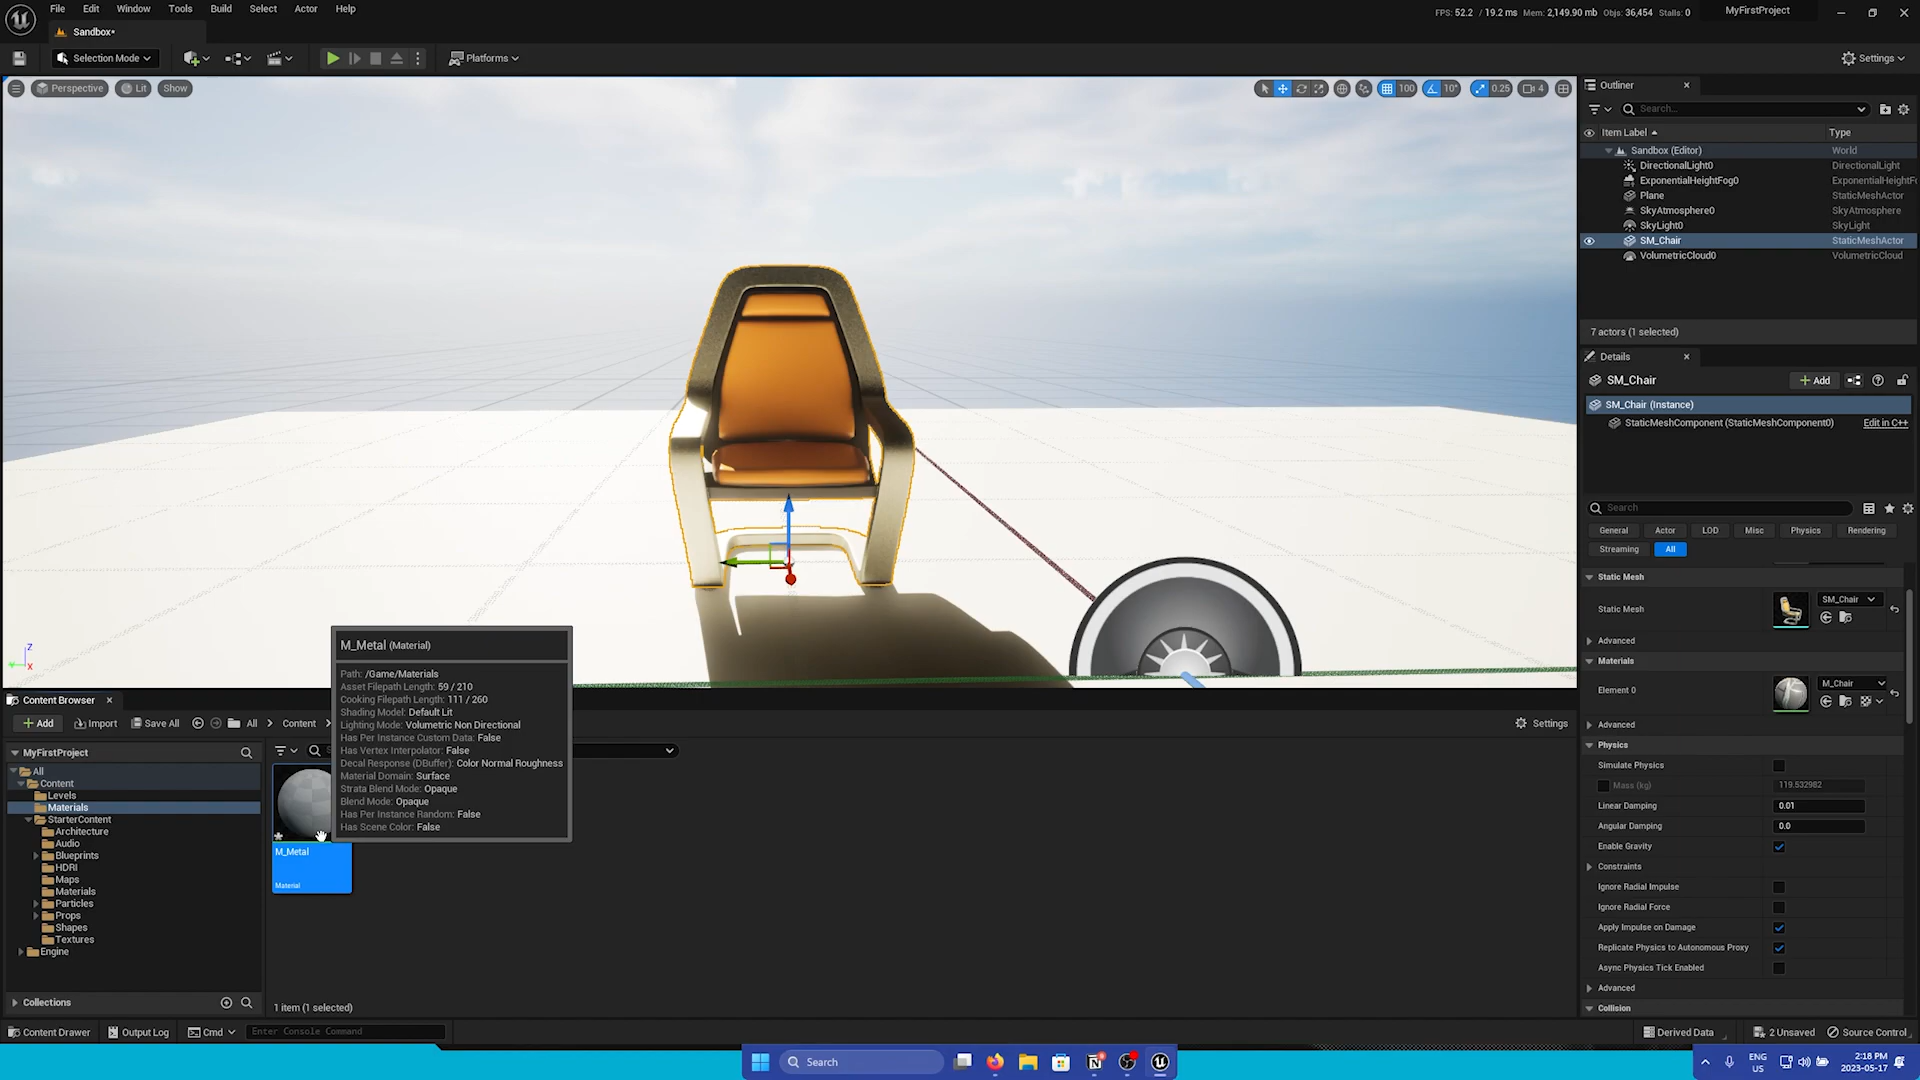 File Edit Window Tools Build Select Actor Help
FPS: 52.2 / 19.2 ms Mem: 2,149.90 mb Objs: 36,454 Stalls: 0
MyFirstProject
Sandbox*
Selection Mode
Platforms
Settings
Perspective Lit Show
100 10° 0.25 4
Outliner
Search...
Item Label Type
Sandbox (Editor) World
DirectionalLight0 DirectionalLight
ExponentialHeightFog0 ExponentialHeightF
Plane StaticMeshActor
SkyAtmosphere0 SkyAtmosphere
SkyLight0 SkyLight
SM_Chair StaticMeshActor
VolumetricCloud0 VolumetricCloud
7 actors (1 selected)
Details
SM_Chair
Add
SM_Chair (Instance)
StaticMeshComponent (StaticMeshComponent0) Edit in C++
Search
General Actor LOD Misc Physics Rendering
Streaming All
Static Mesh
Static Mesh SM_Chair
Advanced
Materials
Element 0 M_Chair
Advanced
Physics
Simulate Physics
Mass (kg) 119.532982
Linear Damping 0.01
Angular Damping 0.0
Enable Gravity
Constraints
Ignore Radial Impulse
Ignore Radial Force
Apply Impulse on Damage
Replicate Physics to Autonomous Proxy
Async Physics Tick Enabled
Advanced
Collision
Z
Y
X
M_Metal (Material)
Path: /Game/Materials
Asset Filepath Length: 59 / 210
Cooking Filepath Length: 111 / 260
Shading Model: Default Lit
Lighting Mode: Volumetric Non Directional
Has Per Instance Custom Data: False
Has Vertex Interpolator: False
Decal Response (DBuffer): Color Normal Roughness
Material Domain: Surface
Strata Blend Mode: Opaque
Blend Mode: Opaque
Has Per Instance Random: False
Has Scene Color: False
Content Browser
Add Import Save All All Content
Settings
MyFirstProject
All
Content
Levels
Materials
StarterContent
Architecture
Audio
Blueprints
HDRI
Maps
Materials
Particles
Props
Shapes
Textures
Engine
Collections
M_Metal
Material
1 item (1 selected)
Content Drawer Output Log Cmd Enter Console Command
Derived Data 2 Unsaved Source Control
Search
ENG
US
2:18 PM
2023-05-17